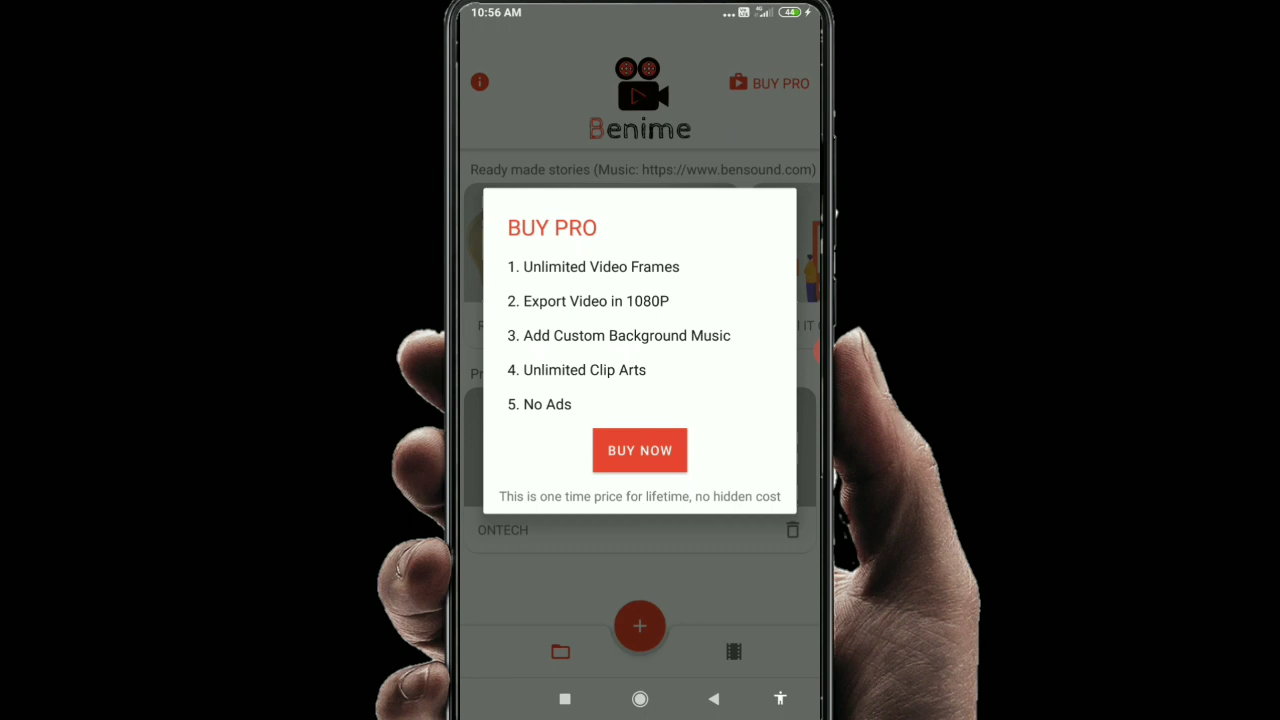 10:56 AM
4G
44
BUY PRO
Benime
Ready made stories (Music: https://www.bensound.com)
BUY PRO
1. Unlimited Video Frames
2. Export Video in 1080P
3. Add Custom Background Music
4. Unlimited Clip Arts
5. No Ads
BUY NOW
This is one time price for lifetime, no hidden cost
ONTECH